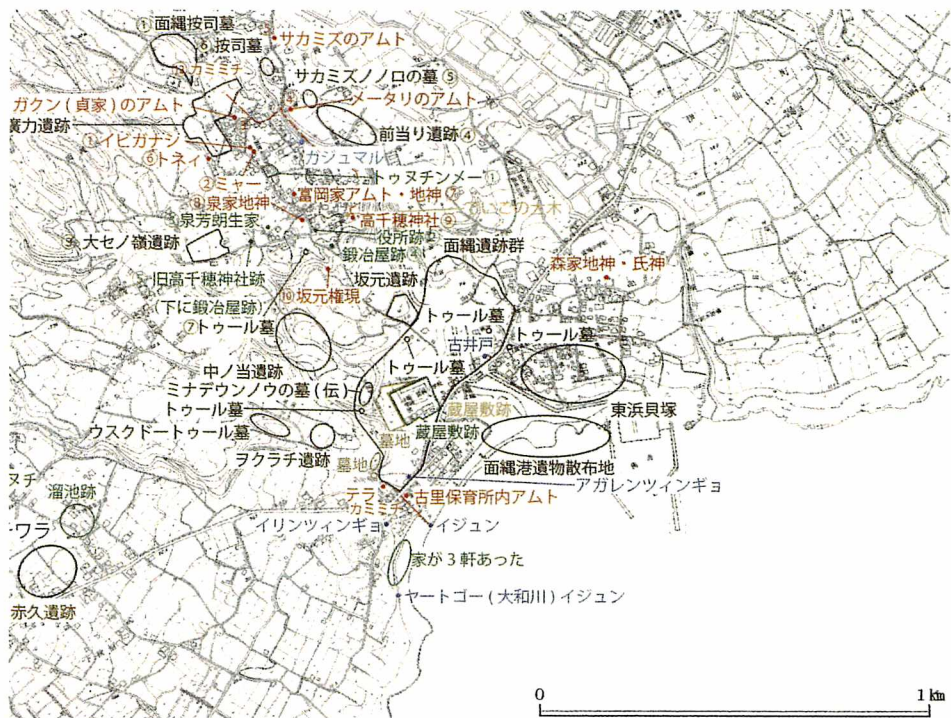 ①面縄按司墓
サカミズのアムト
⑥按司墓
カミミチ
サカミズノノロの墓⑤
ガクン(貞家)のアムト
メータリのアムト
廣力遺跡
前当り遺跡④
①イビガナシ
カジュマル
⑥トネィ
トゥヌチンメー①
②ミャー
富岡家アムト・地神⑦
⑧泉家地神
高千穂神社⑨
泉芳朗生家
役所跡
面縄遺跡群
③大セノ嶺遺跡
鍛冶屋跡④
森家地神・氏神
旧高千穂神社跡
坂元遺跡
(下に鍛冶屋跡)
⑩坂元権現
トゥール墓
⑦トゥール墓
古井戸
トゥール墓
中ノ当遺跡
トゥール墓
ミナデウンノウの墓(伝)
トゥール墓
蔵屋敷跡
東浜貝塚
ウスクドートゥール墓
墓地
蔵屋敷跡
ヲクラチ遺跡
墓地
面縄港遺物散布地
アガレンツィンギョ
ヌチ
溜池跡
テラ
カミミチ
古里保育所内アムト
ワラ
イリンツィンギョ
イジュン
家が3軒あった
赤久遺跡
ヤートゴー(大和川)イジュン
0
1km